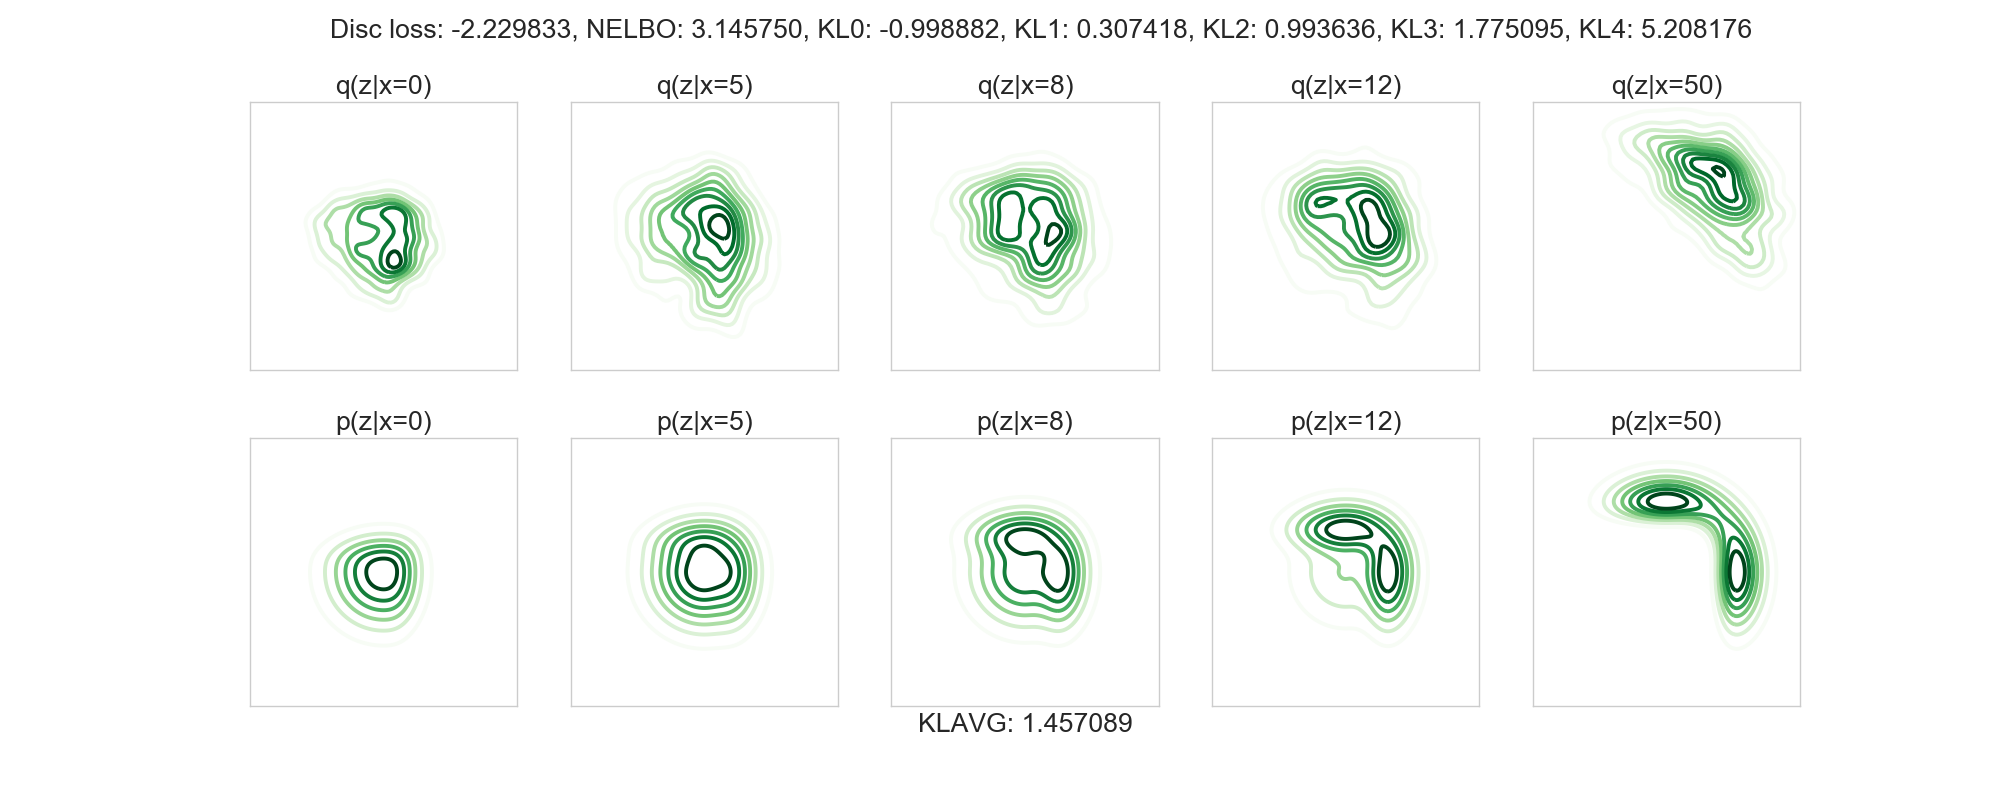 Disc loss: -2.229833, NELBO: 3.145750, KL0: -0.998882, KL1: 0.307418, KL2: 0.993636, KL3: 1.775095, KL4: 5.208176
q(z|x=0) q(z|x=5) q(z|x=8) q(z|x=12) q(z|x=50)
p(z|x=0) p(z|x=5) p(z|x=8) p(z|x=12) p(z|x=50)
KLAVG: 1.457089